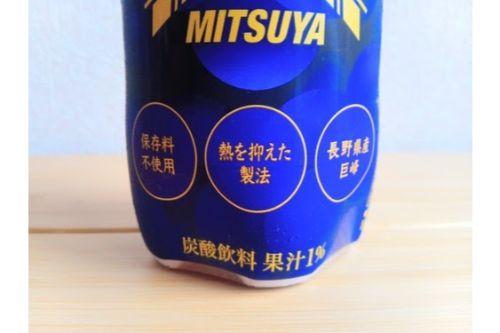 MITSUYA
保存料
不使用
熱を抑えた
製法
長野県産
巨峰
炭酸飲料 果汁1%